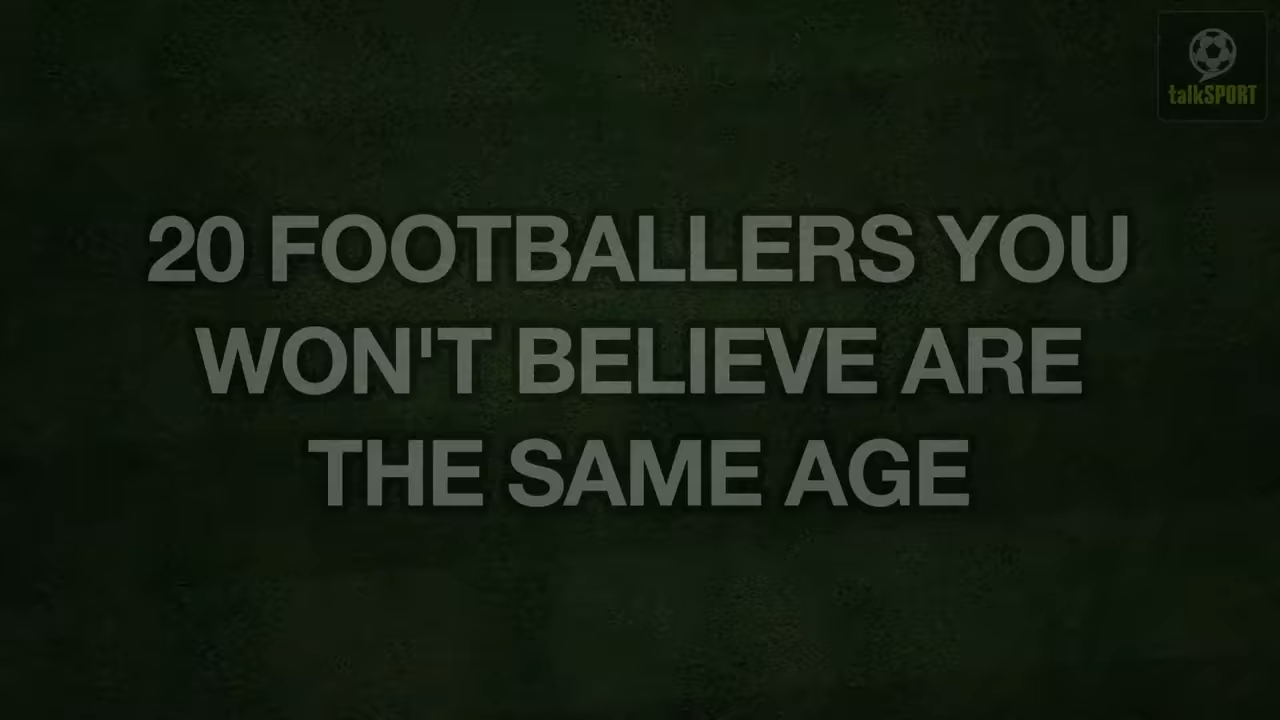 talkSPORT
20 FOOTBALLERS YOU
WON'T BELIEVE ARE
THE SAME AGE